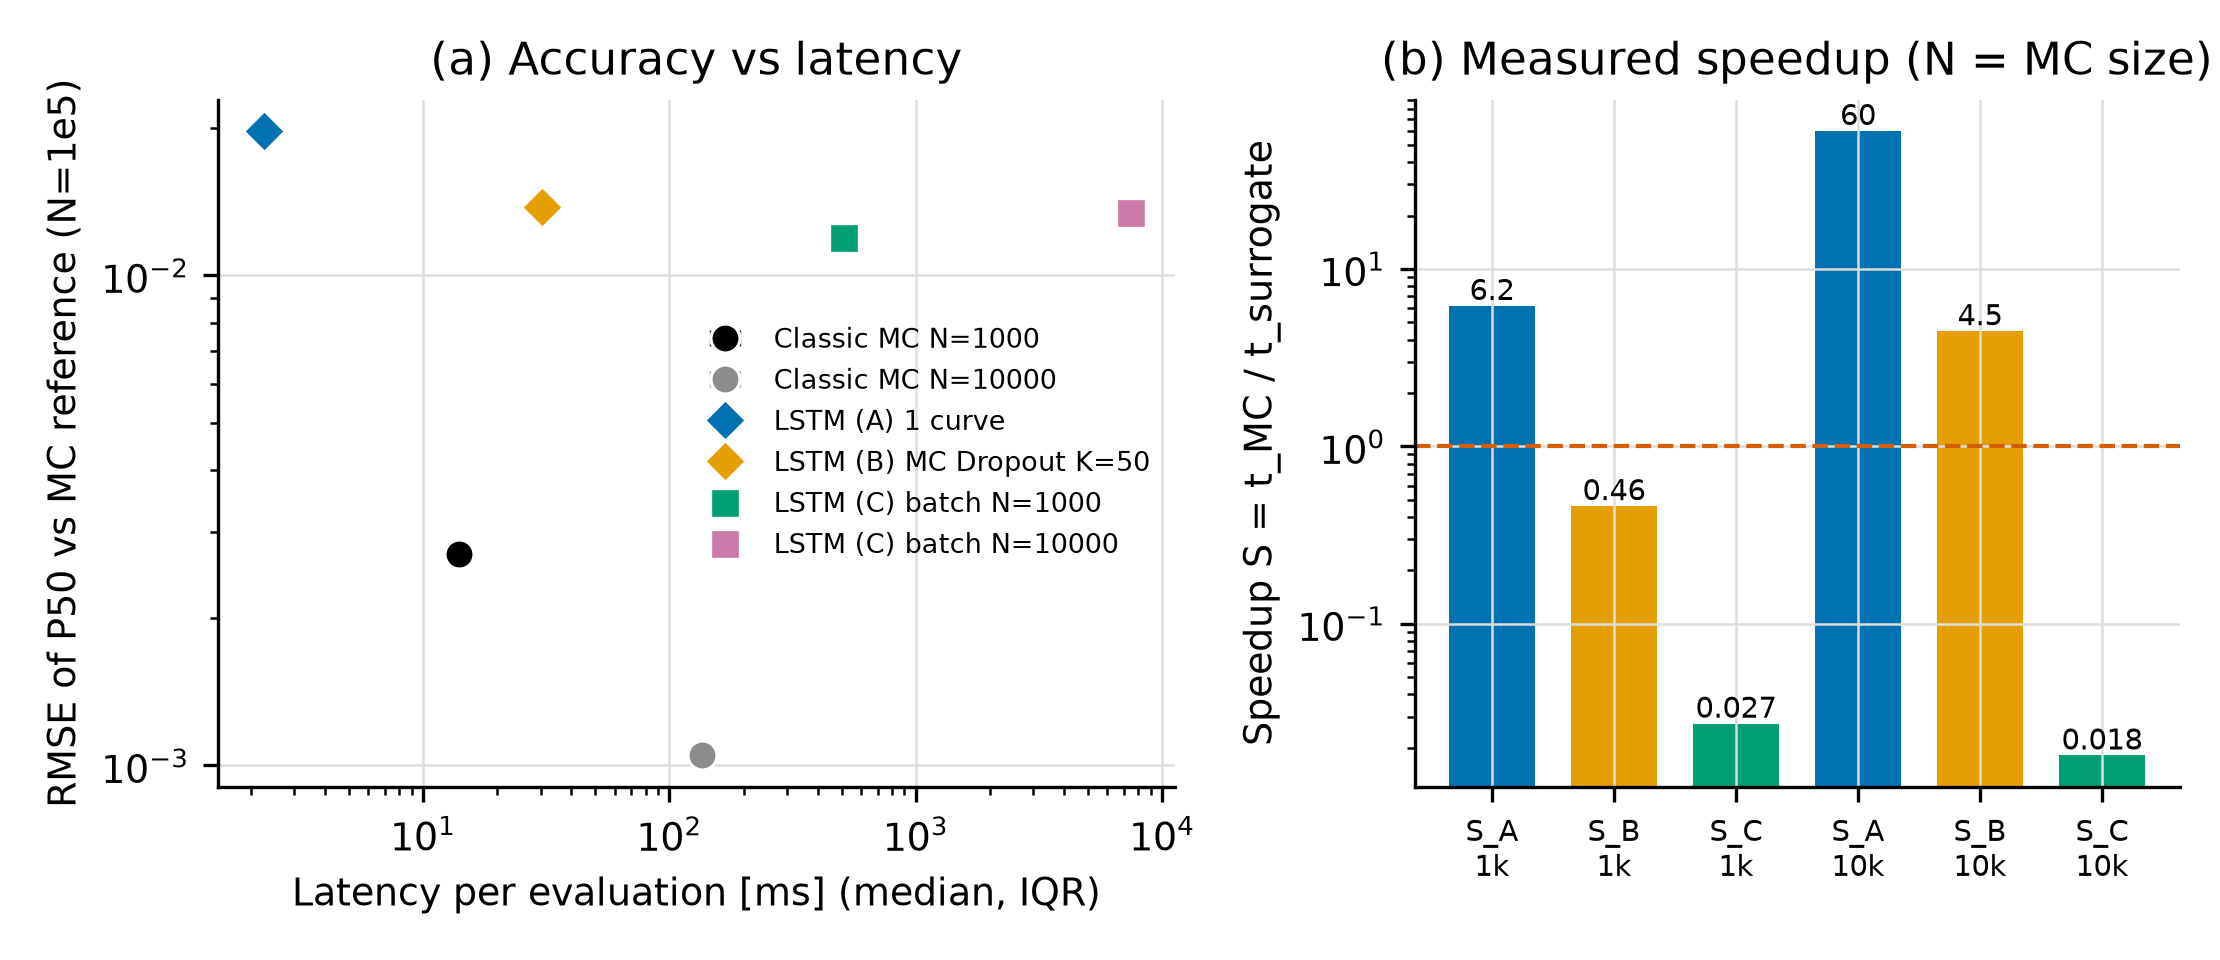 (a) Accuracy vs latency
RMSE of P50 vs MC reference (N=1e5)
10⁻²
10⁻³
Classic MC N=1000
Classic MC N=10000
LSTM (A) 1 curve
LSTM (B) MC Dropout K=50
LSTM (C) batch N=1000
LSTM (C) batch N=10000
10¹ 10² 10³ 10⁴
Latency per evaluation [ms] (median, IQR)
(b) Measured speedup (N = MC size)
Speedup S = t_MC / t_surrogate
10¹
10⁰
10⁻¹
6.2
0.46
0.027
60
4.5
0.018
S_A S_B S_C S_A S_B S_C
1k 1k 1k 10k 10k 10k